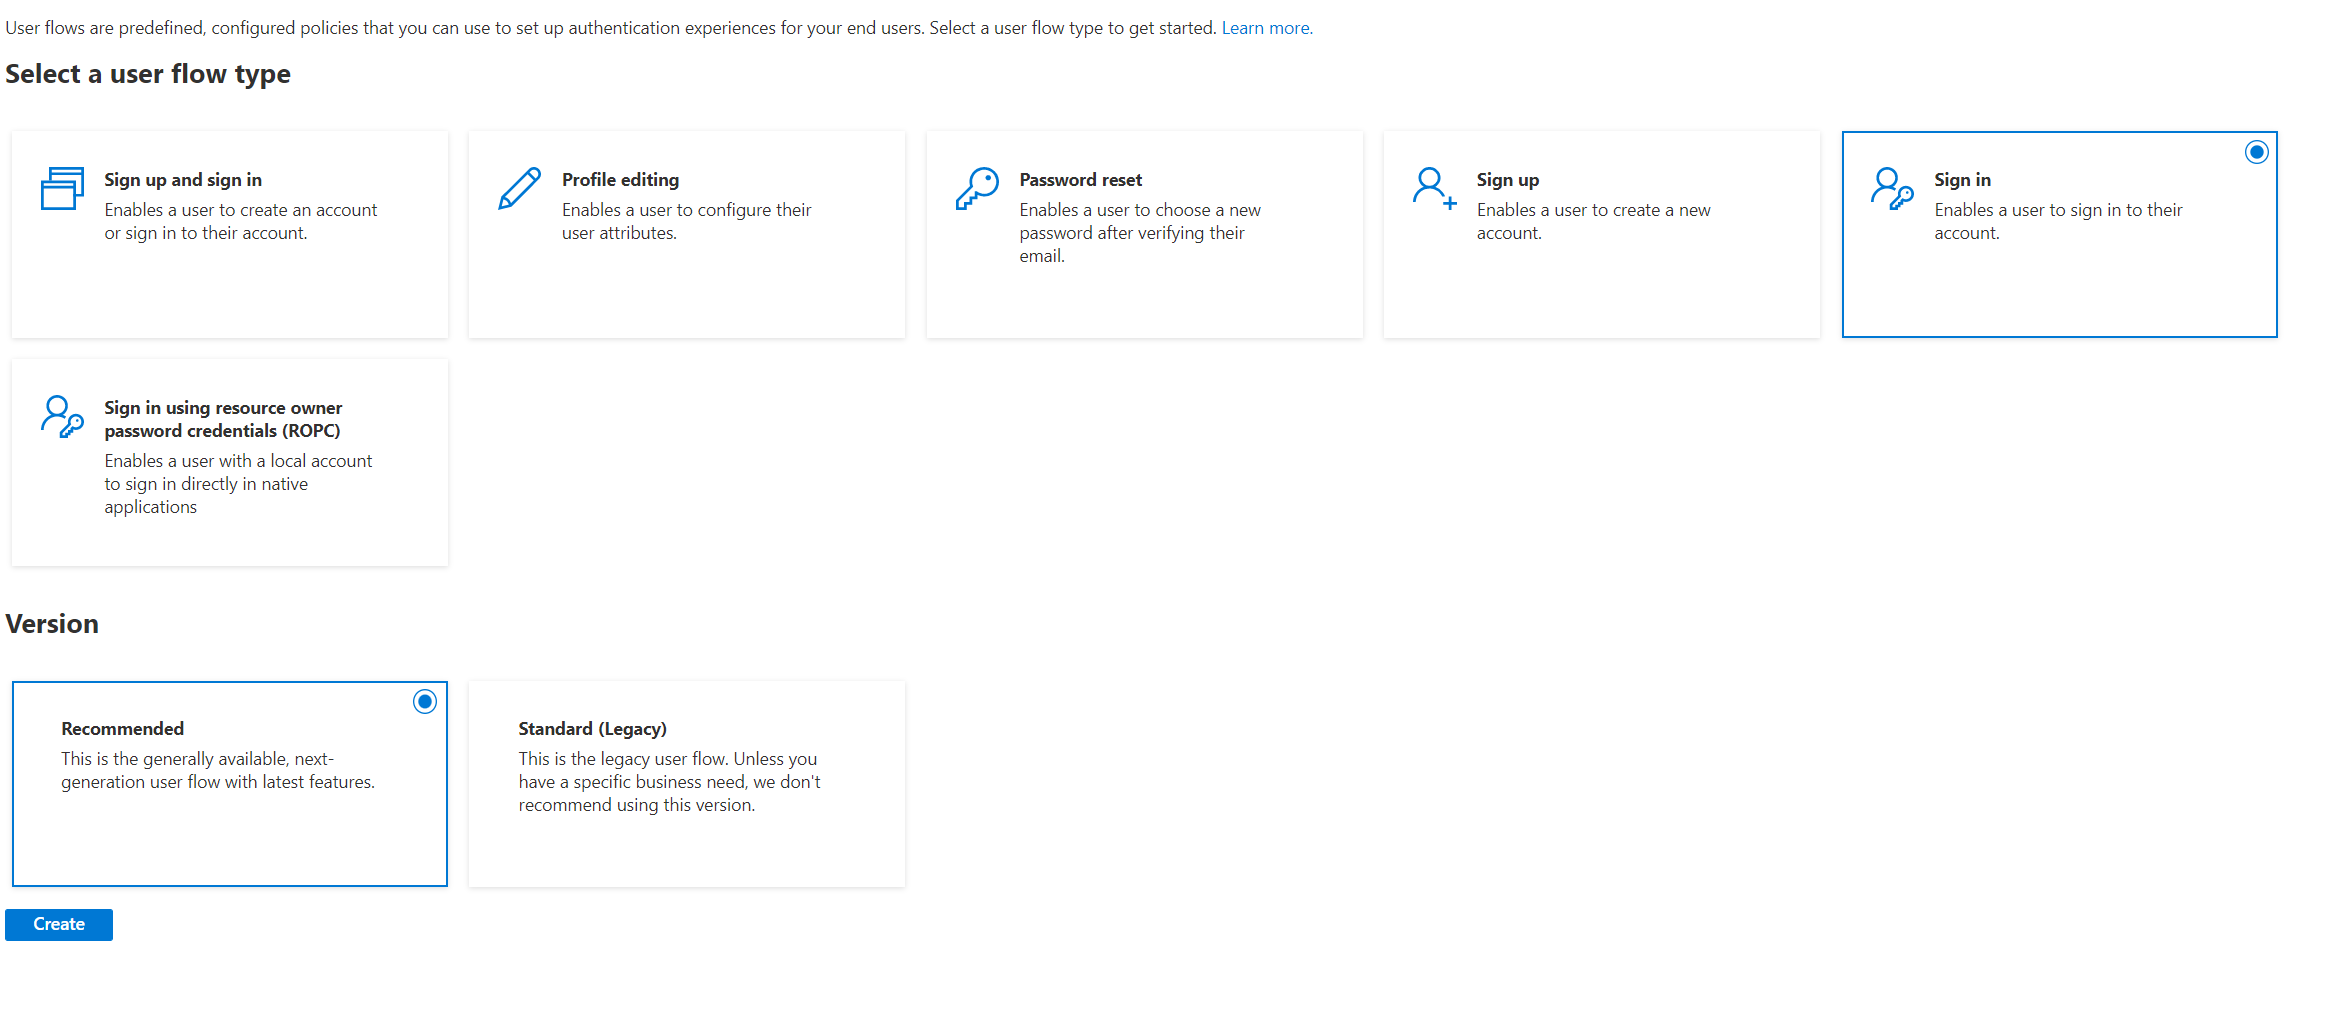 User flows are predefined, configured policies that you can use to set up authentication experiences for your end users. Select a user flow type to get started. Learn more.
Select a user flow type
Sign up and sign in
Enables a user to create an account
or sign in to their account.
Profile editing
Enables a user to configure their
user attributes.
Password reset
Enables a user to choose a new
password after verifying their
email.
Sign up
Enables a user to create a new
account.
Sign in
Enables a user to sign in to their
account.
Sign in using resource owner
password credentials (ROPC)
Enables a user with a local account
to sign in directly in native
applications
Version
Recommended
This is the generally available, next-
generation user flow with latest features.
Standard (Legacy)
This is the legacy user flow. Unless you
have a specific business need, we don't
recommend using this version.
Create